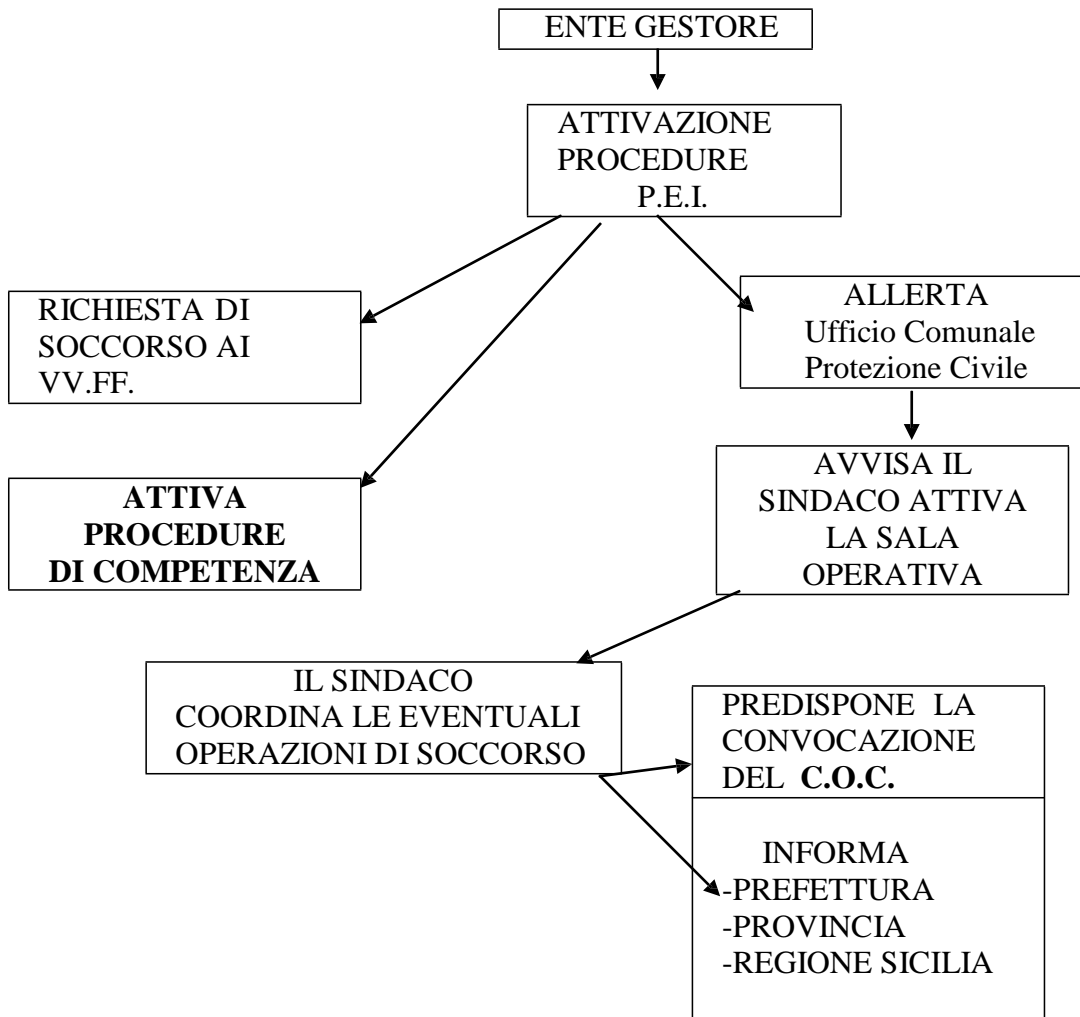 ENTE GESTORE
ATTIVAZIONE
PROCEDURE
P.E.I.
RICHIESTA DI
SOCCORSO AI
VV.FF.
ALLERTA
Ufficio Comunale
Protezione Civile
ATTIVA
PROCEDURE
DI COMPETENZA
AVVISA IL
SINDACO ATTIVA
LA SALA
OPERATIVA
IL SINDACO
COORDINA LE EVENTUALI
OPERAZIONI DI SOCCORSO
PREDISPONE LA
CONVOCAZIONE
DEL C.O.C.
INFORMA
-PREFETTURA
-PROVINCIA
-REGIONE SICILIA